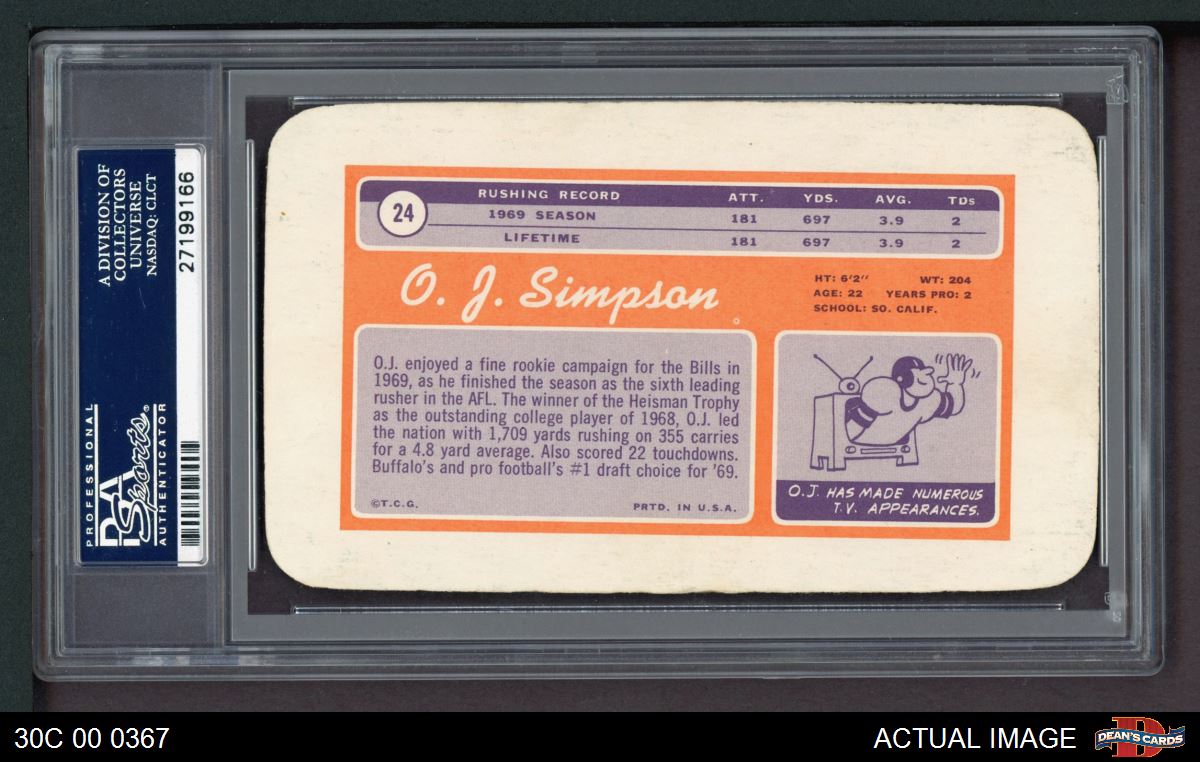 A DIVISION OF
COLLECTORS
UNIVERSE
NASDAQ: CLCT
27199166
PROFESSIONAL
PSA
Sports
AUTHENTICATOR
24
RUSHING RECORD ATT. YDS. AVG. TDs
1969 SEASON 181 697 3.9 2
LIFETIME 181 697 3.9 2
O. J. Simpson
HT: 6'2" WT: 204
AGE: 22 YEARS PRO: 2
SCHOOL: SO. CALIF.
O.J. enjoyed a fine rookie campaign for the Bills in
1969, as he finished the season as the sixth leading
rusher in the AFL. The winner of the Heisman Trophy
as the outstanding college player of 1968, O.J. led
the nation with 1,709 yards rushing on 355 carries
for a 4.8 yard average. Also scored 22 touchdowns.
Buffalo's and pro football's #1 draft choice for '69.
©T.C.G. PRTD. IN U.S.A.
O.J. HAS MADE NUMEROUS
T.V. APPEARANCES.
30C 00 0367
ACTUAL IMAGE
DEAN'S CARDS